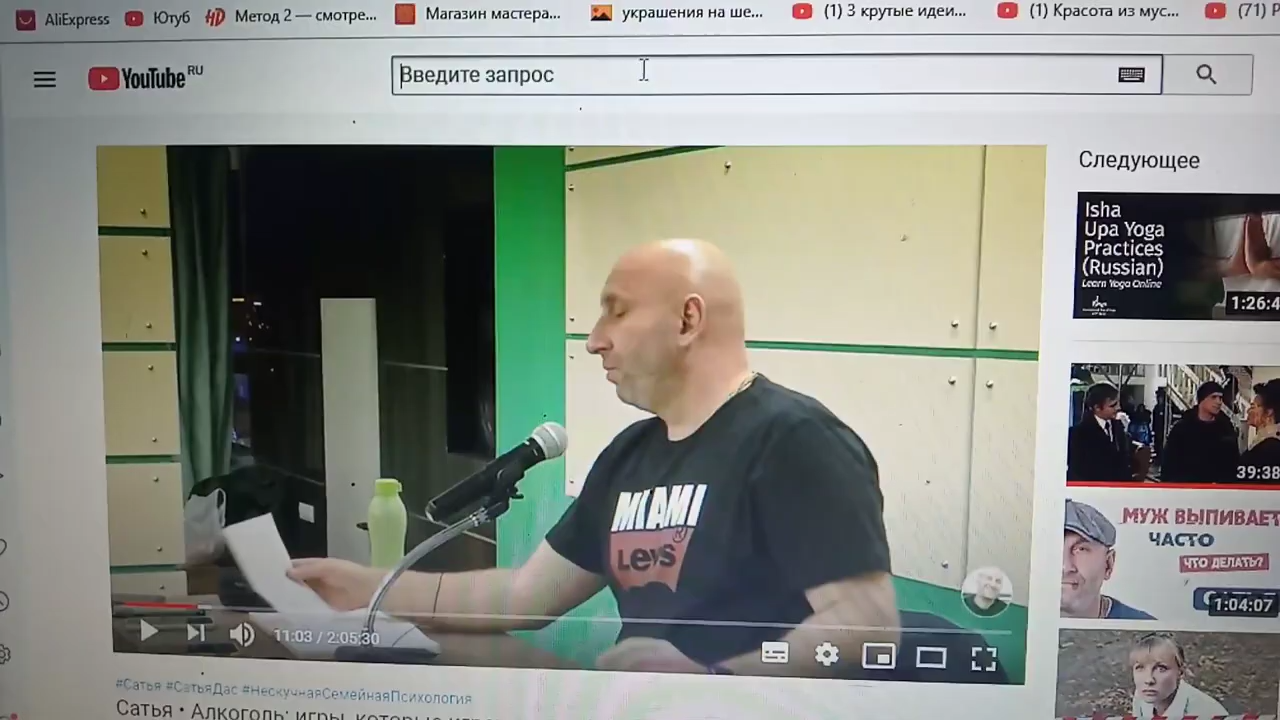 AliExpress
Ютуб
Метод 2 — смотре...
Магазин мастера...
украшения на ше...
(1) 3 крутые идеи...
(1) Красота из мус...
(71)
YouTube RU
Введите запрос
Следующее
Isha
Upa Yoga
Practices
(Russian)
Learn Yoga Online
1:26:4
39:38
МУЖ ВЫПИВАЕТ
ЧАСТО
ЧТО ДЕЛАТЬ?
1:04:07
MIAMI
Levi's®
11:03 / 2:05:30
#Сатья #СатьяДас #НескучнаяСемейнаяПсихология
Сатья • Алкоголь: игры, которые